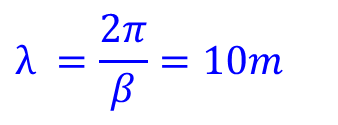 λ = 2π/β = 10m